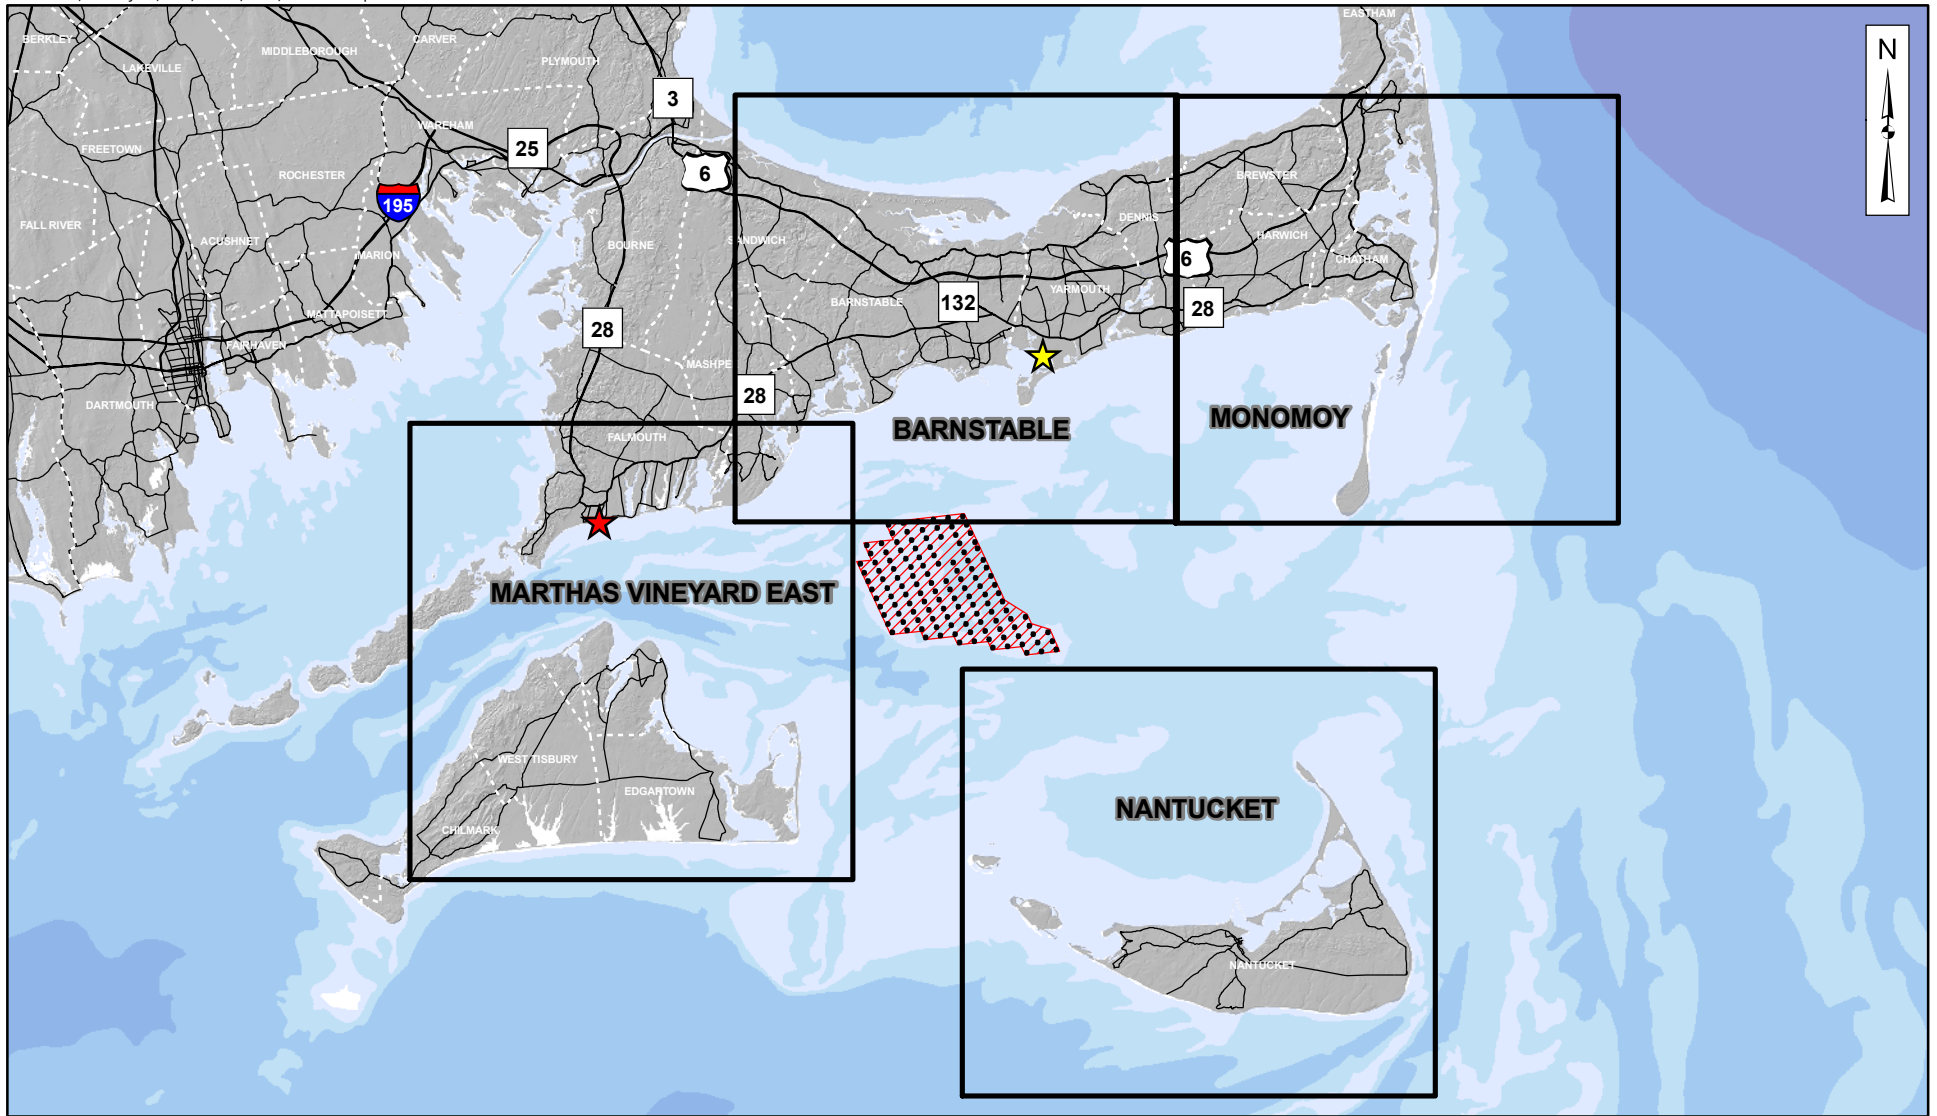 EASTHAM
N
BERKLEY
MIDDLEBOROUGH
CARVER
PLYMOUTH
LAKEVILLE
3
WAREHAM
25
FREETOWN
ROCHESTER
6
BREWSTER
195
FALL RIVER
ACUSHNET
MARION
BOURNE
SANDWICH
DENNIS
HARWICH
6
CHATHAM
YARMOUTH
BARNSTABLE
132
28
MATTAPOISETT
28
FAIRHAVEN
MASHPE
28
DARTMOUTH
FALMOUTH
BARNSTABLE
MONOMOY
MARTHAS VINEYARD EAST
WEST TISBURY
EDGARTOWN
CHILMARK
NANTUCKET
NANTUCKET